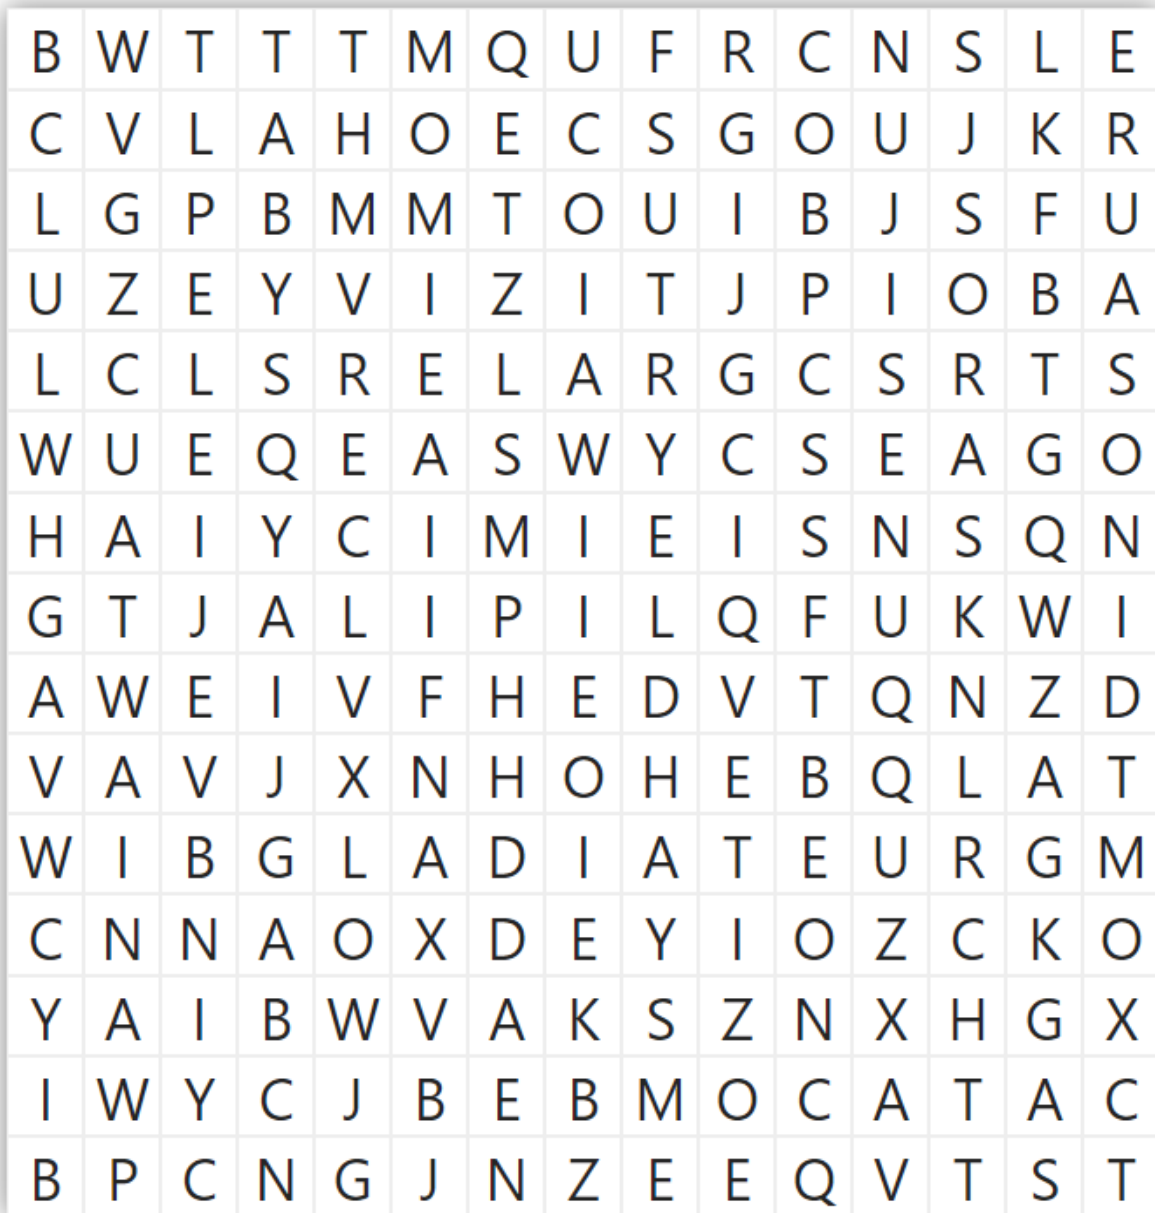 B W T T T M Q U F R C N S L E
C V L A H O E C S G O U J K R
L G P B M M T O U I B J S F U
U Z E Y V I Z I T J P I O B A
L C L S R E L A R G C S R T S
W U E Q E A S W Y C S E A G O
H A I Y C I M I E I S N S Q N
G T J A L I P I L Q F U K W I
A W E I V F H E D V T Q N Z D
V A V J X N H O H E B Q L A T
W I B G L A D I A T E U R G M
C N N A O X D E Y I O Z C K O
Y A I B W V A K S Z N X H G X
I W Y C J B E B M O C A T A C
B P C N G J N Z E E Q V T S T